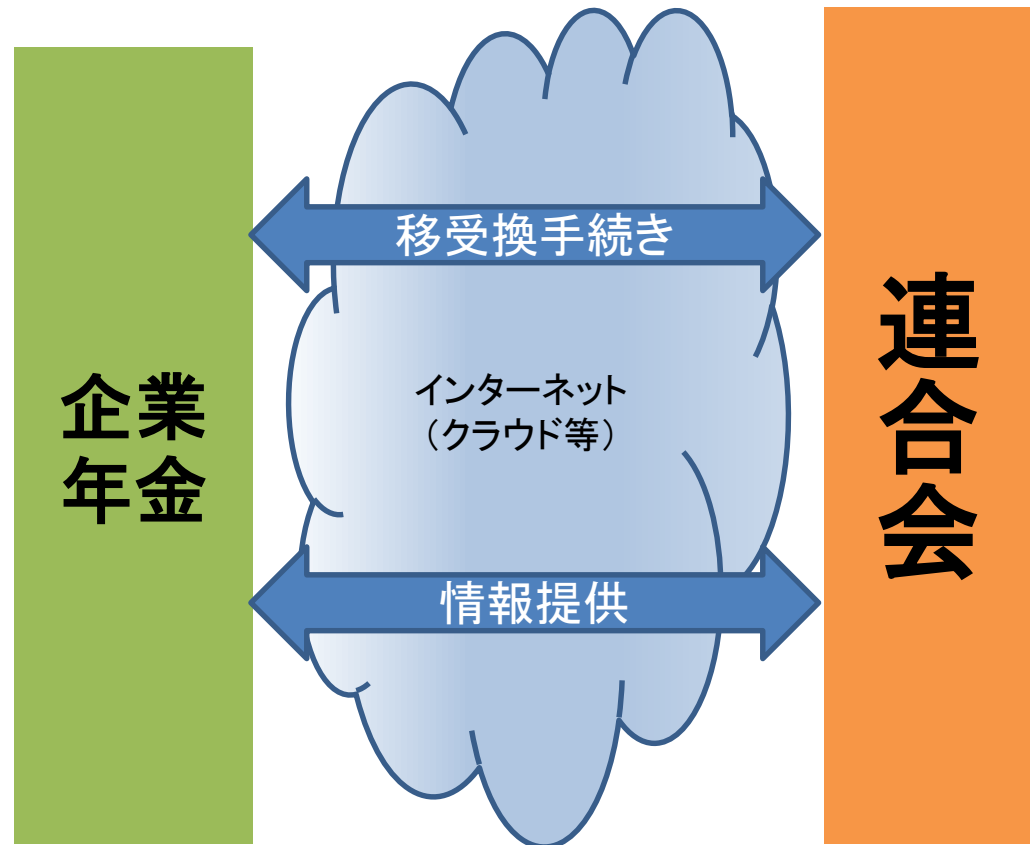 移受換手続き
企業
年金
インターネット
（クラウド等）
連合会
情報提供